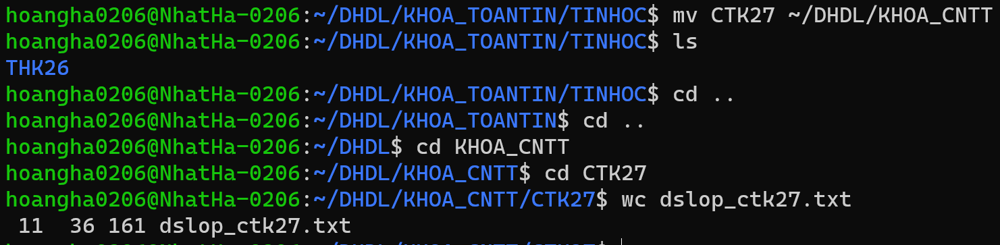 hoangha0206@NhatHa-0206:~/DHDL/KHOA_TOANTIN/TINHOC$ mv CTK27 ~/DHDL/KHOA_CNTT
hoangha0206@NhatHa-0206:~/DHDL/KHOA_TOANTIN/TINHOC$ ls
THK26
hoangha0206@NhatHa-0206:~/DHDL/KHOA_TOANTIN/TINHOC$ cd ..
hoangha0206@NhatHa-0206:~/DHDL/KHOA_TOANTIN$ cd ..
hoangha0206@NhatHa-0206:~/DHDL$ cd KHOA_CNTT
hoangha0206@NhatHa-0206:~/DHDL/KHOA_CNTT$ cd CTK27
hoangha0206@NhatHa-0206:~/DHDL/KHOA_CNTT/CTK27$ wc dslop_ctk27.txt
 11  36 161 dslop_ctk27.txt